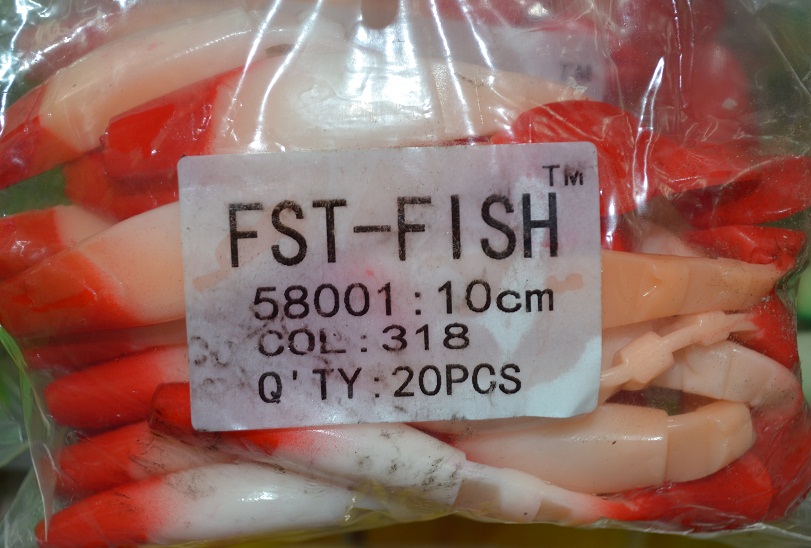 FST-FISH™
58001:10cm
COL:318
Q'TY:20PCS